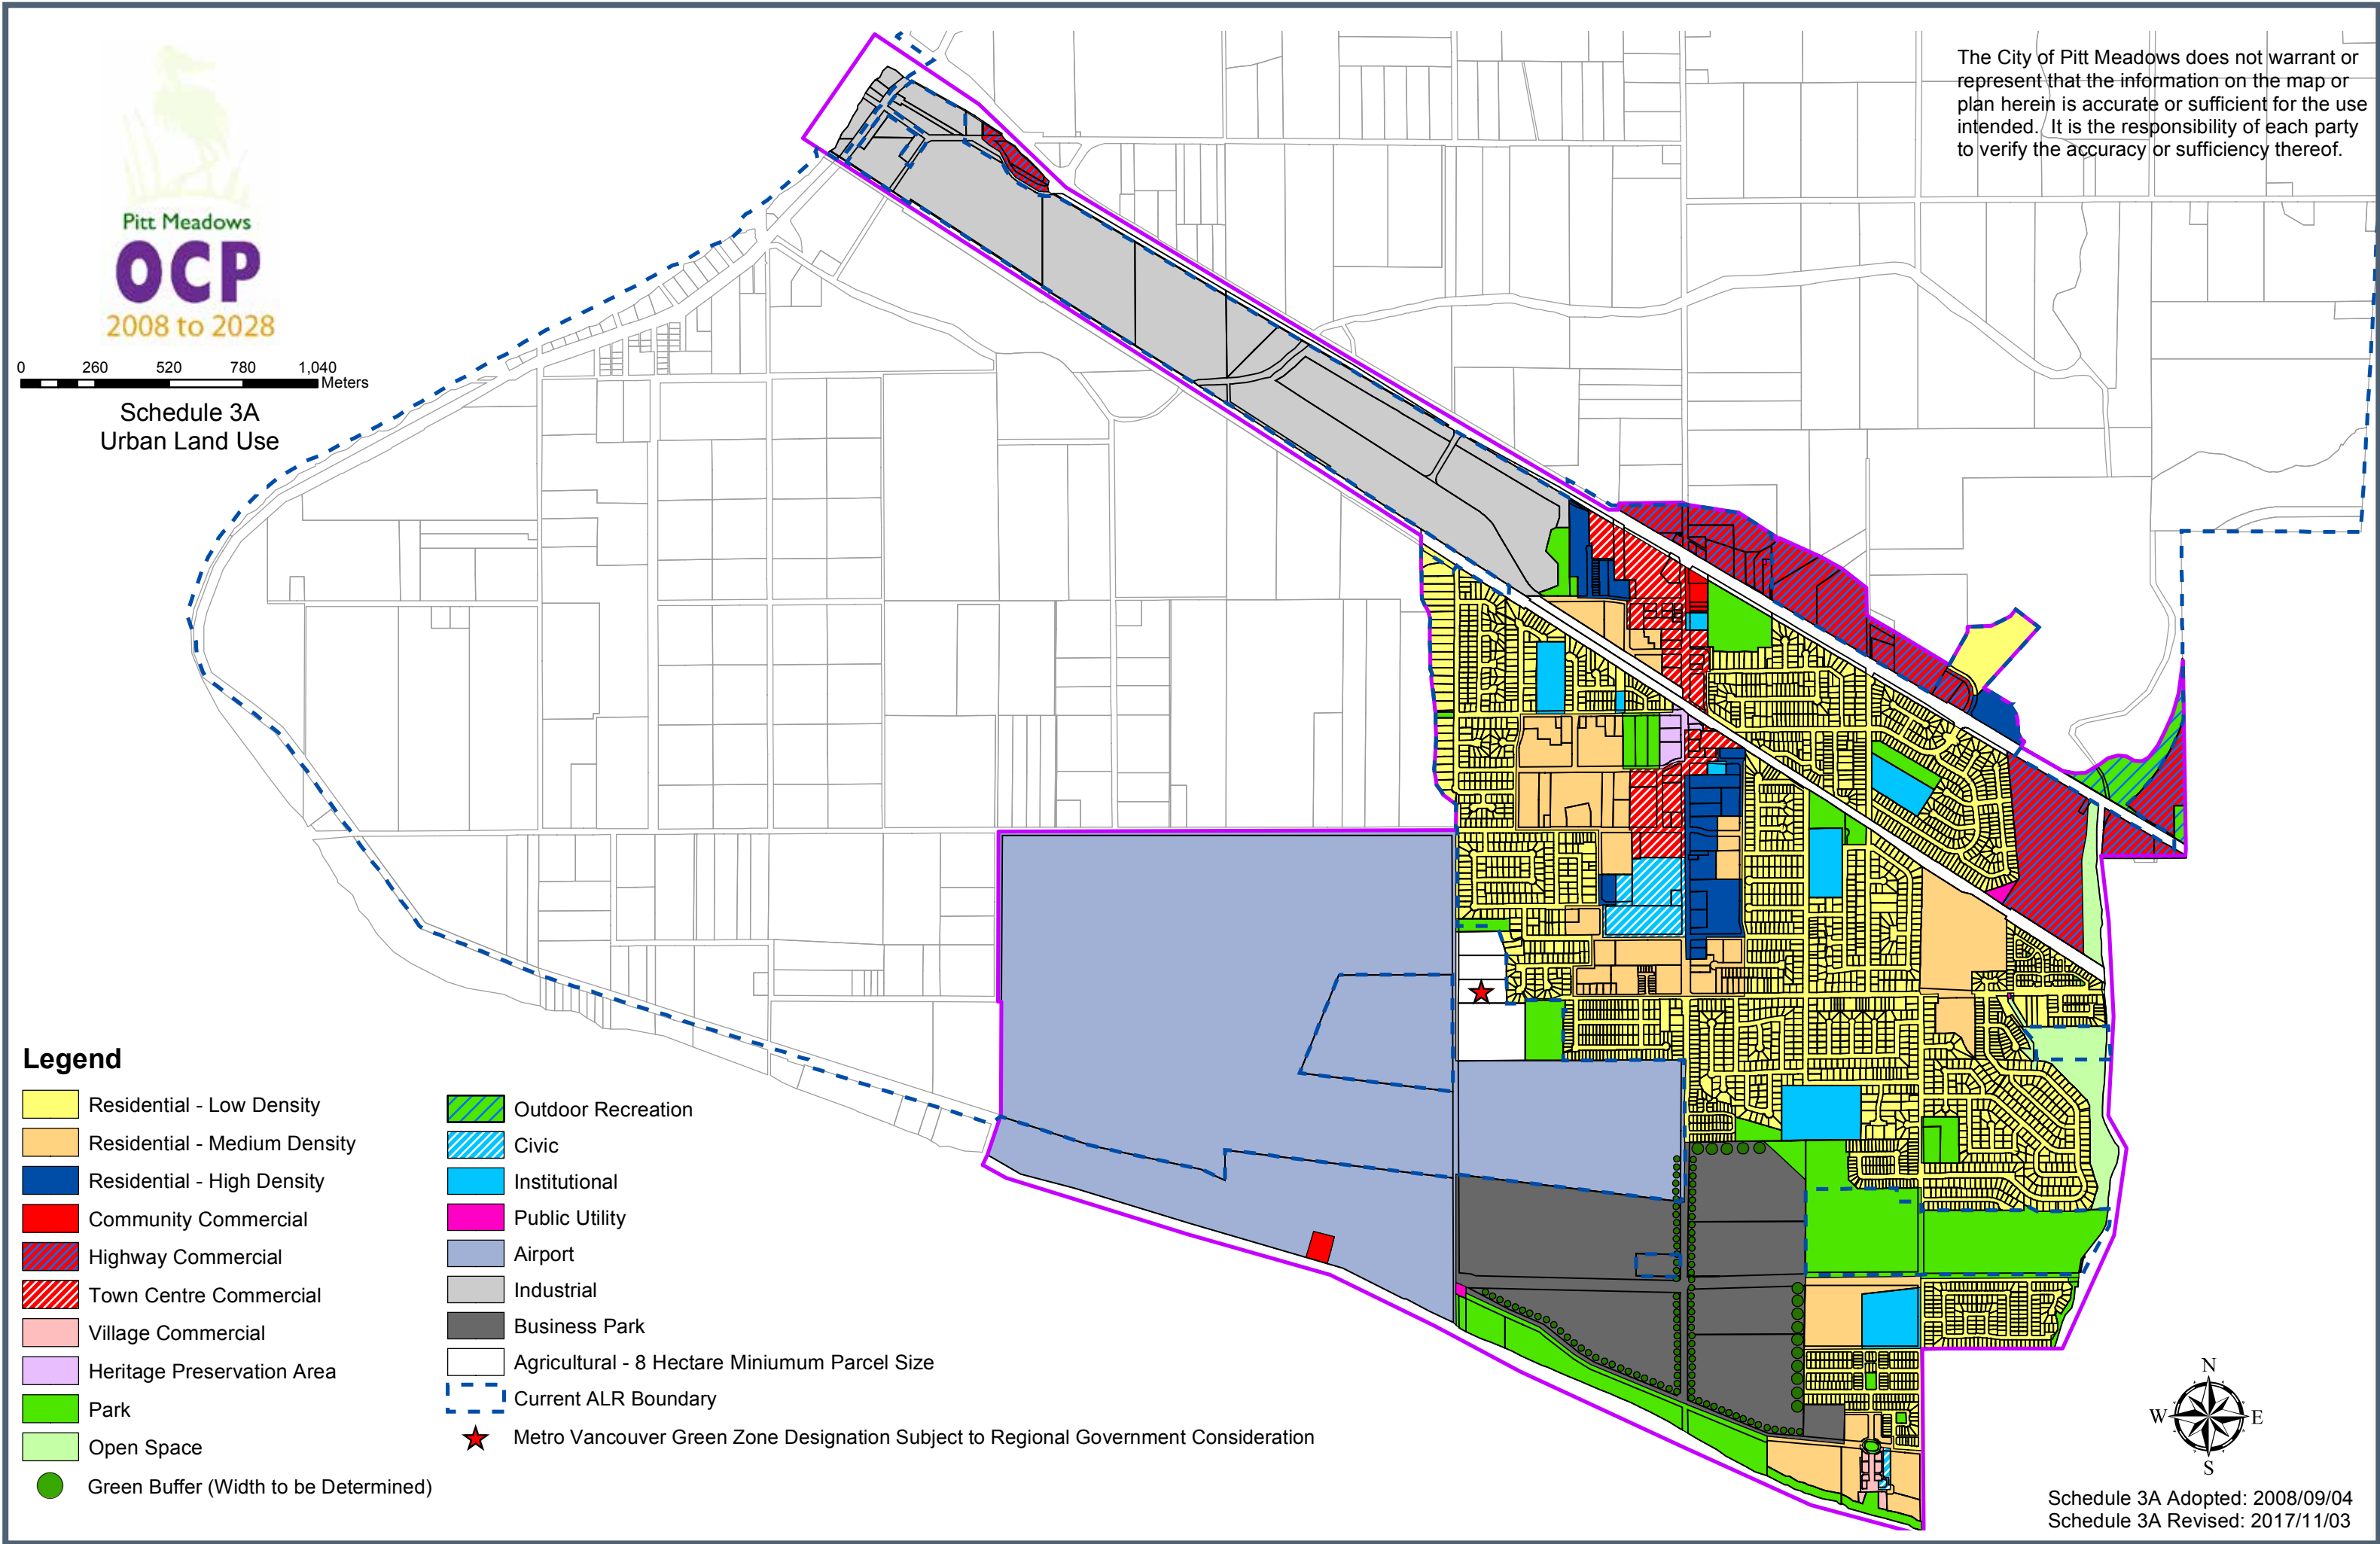 The City of Pitt Meadows does not warrant or
represent that the information on the map or
plan herein is accurate or sufficient for the use
intended. It is the responsibility of each party
to verify the accuracy or sufficiency thereof.
Pitt Meadows
OCP
2008 to 2028
0 260 520 780 1,040
Meters
Schedule 3A
Urban Land Use
Legend
Residential - Low Density
Residential - Medium Density
Residential - High Density
Community Commercial
Highway Commercial
Town Centre Commercial
Village Commercial
Heritage Preservation Area
Park
Open Space
Green Buffer (Width to be Determined)
Outdoor Recreation
Civic
Institutional
Public Utility
Airport
Industrial
Business Park
Agricultural - 8 Hectare Miniumum Parcel Size
Current ALR Boundary
Metro Vancouver Green Zone Designation Subject to Regional Government Consideration
N
W E
S
Schedule 3A Adopted: 2008/09/04
Schedule 3A Revised: 2017/11/03